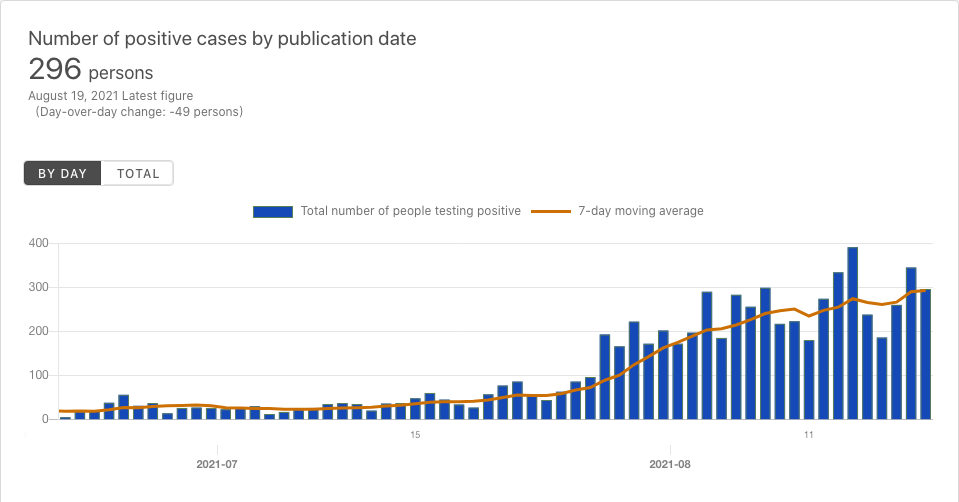 Number of positive cases by publication date
296 persons
August 19, 2021 Latest figure
(Day-over-day change: -49 persons)
BY DAY TOTAL
Total number of people testing positive 7-day moving average
400
300
200
100
0
15 11
2021-07 2021-08